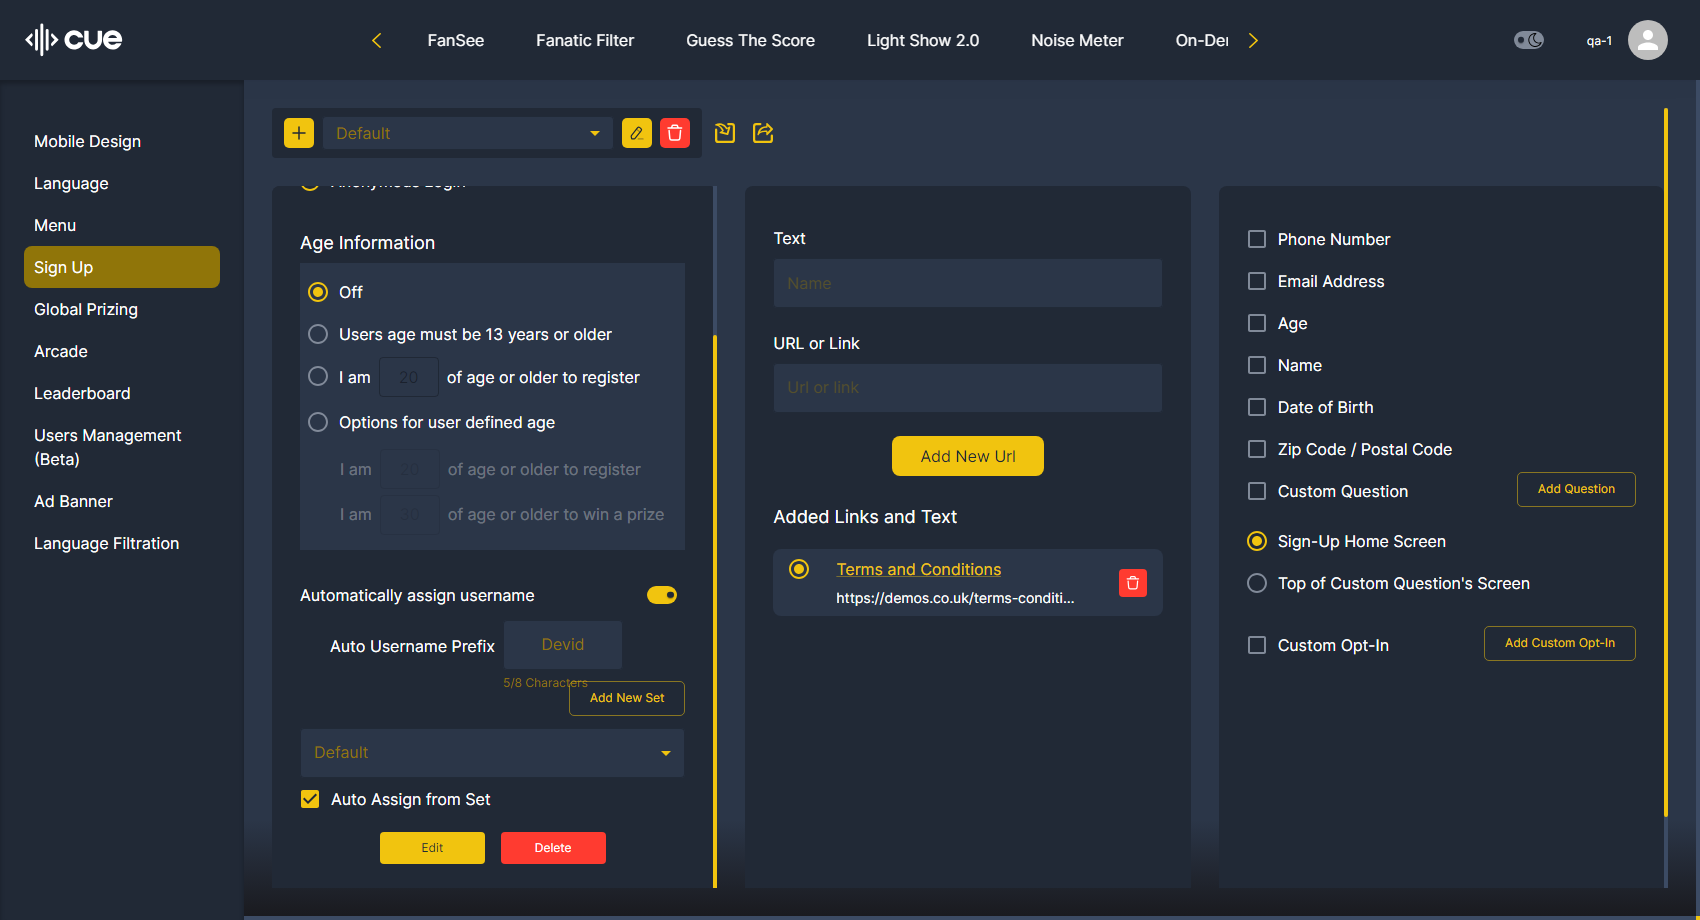 cue
FanSee
Fanatic Filter
Guess The Score
Light Show 2.0
Noise Meter
On-De
qa-1
Mobile Design
Language
Menu
Sign Up
Global Prizing
Arcade
Leaderboard
Users Management
(Beta)
Ad Banner
Language Filtration
Default
Anonymous Login
Age Information
Off
Users age must be 13 years or older
I am 20 of age or older to register
Options for user defined age
I am 20 of age or older to register
I am 30 of age or older to win a prize
Automatically assign username
Auto Username Prefix Devid
5/8 Characters
Add New Set
Default
Auto Assign from Set
Edit
Delete
Text
Name
URL or Link
Url or link
Add New Url
Added Links and Text
Terms and Conditions
https://demos.co.uk/terms-conditi...
Phone Number
Email Address
Age
Name
Date of Birth
Zip Code / Postal Code
Custom Question
Add Question
Sign-Up Home Screen
Top of Custom Question's Screen
Custom Opt-In
Add Custom Opt-In